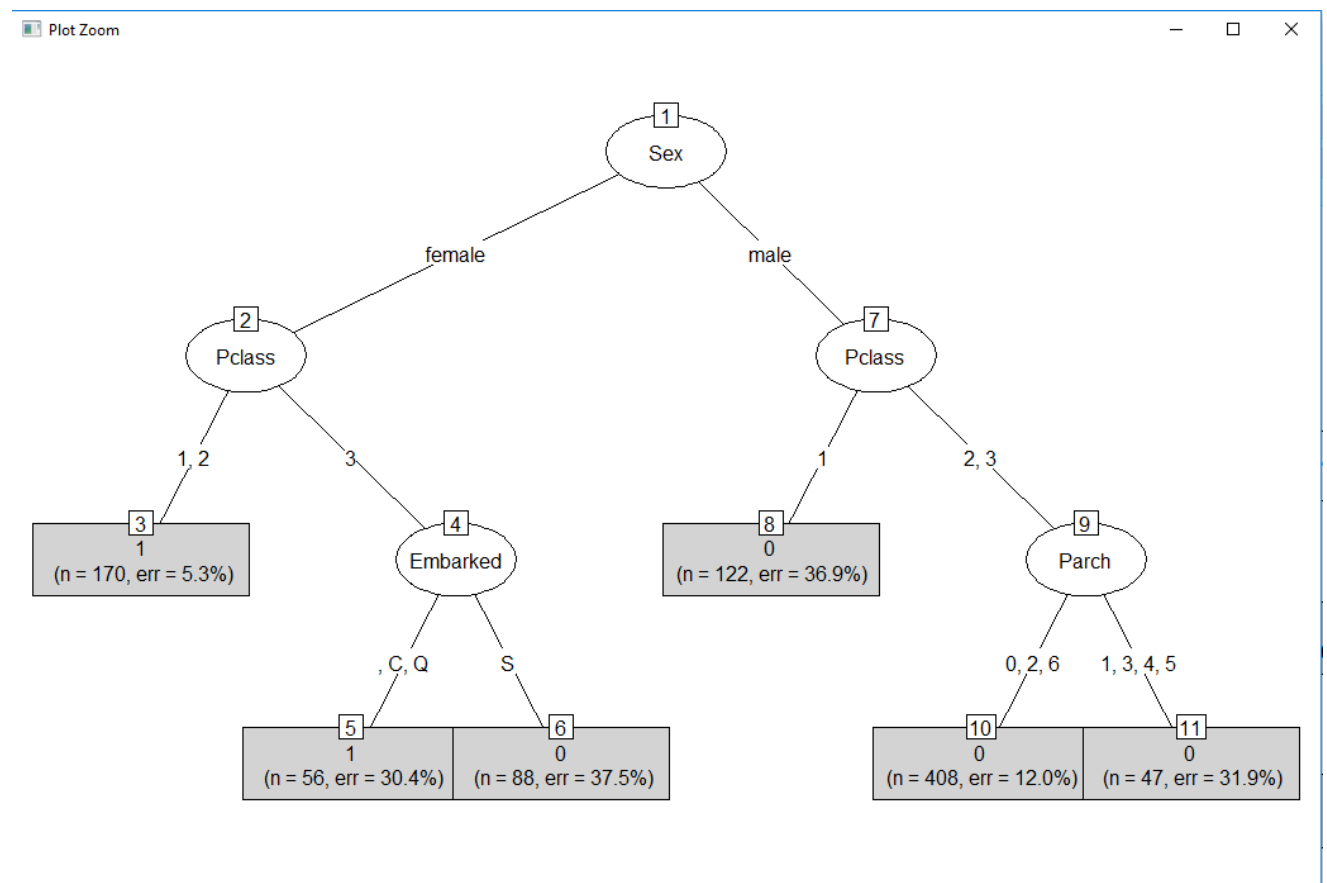 Plot Zoom
1
Sex
female
male
2
Pclass
7
Pclass
1, 2
3
1
2, 3
3
1
(n = 170, err = 5.3%)
4
Embarked
8
0
(n = 122, err = 36.9%)
9
Parch
, C, Q
S
0, 2, 6
1, 3, 4, 5
5
1
(n = 56, err = 30.4%)
6
0
(n = 88, err = 37.5%)
10
0
(n = 408, err = 12.0%)
11
0
(n = 47, err = 31.9%)